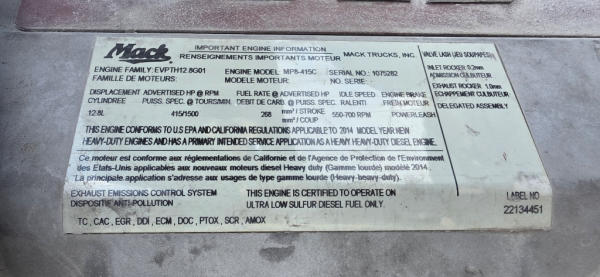 Mack
IMPORTANT ENGINE INFORMATION
RENSEIGNEMENTS IMPORTANTS MOTEUR
MACK TRUCKS, INC.
ENGINE FAMILY: EVPTH12.8G01 ENGINE MODEL: MP8-415C SERIAL NO.: 1075282
FAMILLE DE MOTEURS: MODELE MOTEUR: NO. SERIE:
DISPLACEMENT ADVERTISED HP @ RPM FUEL RATE @ ADVERTISED HP IDLE SPEED ENGINE BRAKE
CYLINDREE PUISS. SPEC. @ TOURS/MIN. DEBIT DE CARB. @ PUISS. SPEC. RALENTI FREIN MOTEUR
12.8L 415/1500 268 mm³ / STROKE 550-700 RPM POWERLEASH
mm³ / COUP
THIS ENGINE CONFORMS TO U.S EPA AND CALIFORNIA REGULATIONS APPLICABLE TO 2014 MODEL YEAR NEW
HEAVY-DUTY ENGINES AND HAS A PRIMARY INTENDED SERVICE APPLICATION AS A HEAVY HEAVY-DUTY DIESEL ENGINE.
Ce moteur est conforme aux réglementations de Californie et de l'Agence de Protection de l'Environnement
des Etats-Unis applicables aux nouveaux moteurs diesel Heavy duty (Gamme lourde) modèle 2014.
La principale application s'adresse aux usages de type gamme lourde (Heavy-heavy-duty).
EXHAUST EMISSIONS CONTROL SYSTEM THIS ENGINE IS CERTIFIED TO OPERATE ON
DISPOSITIF ANTI-POLLUTION ULTRA LOW SULFUR DIESEL FUEL ONLY.
TC, CAC, EGR, DDI, ECM, DOC, PTOX, SCR, AMOX
VALVE LASH (JEU SOUPAPES)
INLET ROCKER 0.2mm
ADMISSION CULBUTEUR
EXHAUST ROCKER 1.0mm
ECHAPPEMENT CULBUTEUR
DELEGATED ASSEMBLY
LABEL NO
22134451